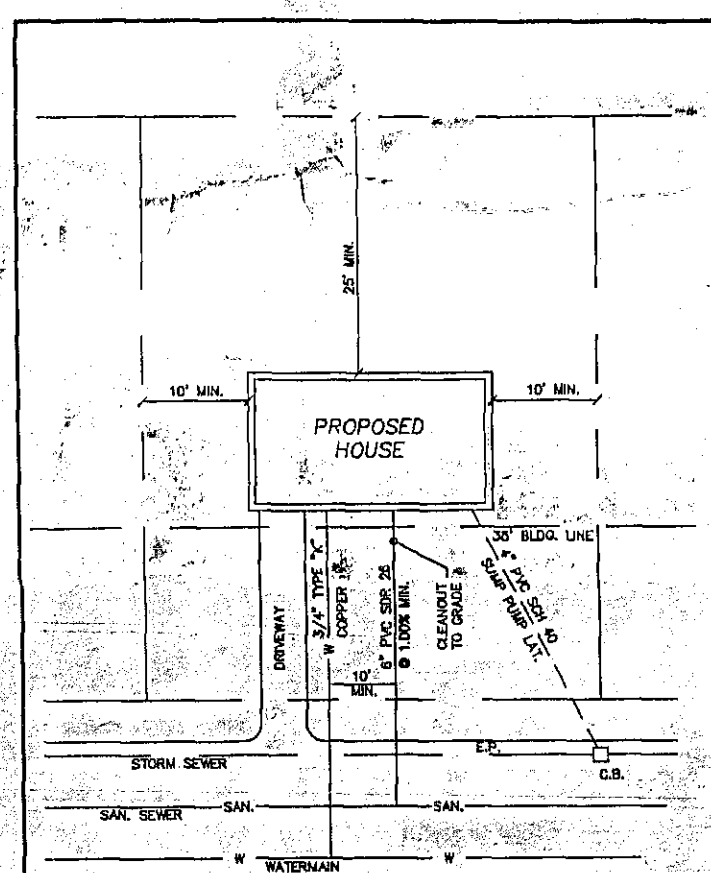 25' MIN.
10' MIN.
10' MIN.
PROPOSED
HOUSE
BLDG. LINE
DRIVEWAY
3/4" TYPE "K"
COPPER
W
6" PVC SDR 26
@ 1.00% MIN.
CLEANOUT
TO GRADE
4" PVC SCH 40
SUMP PUMP LAT.
10'
MIN.
E.P.
STORM SEWER
C.B.
SAN. SEWER
SAN.
SAN.
W
WATERMAIN
W